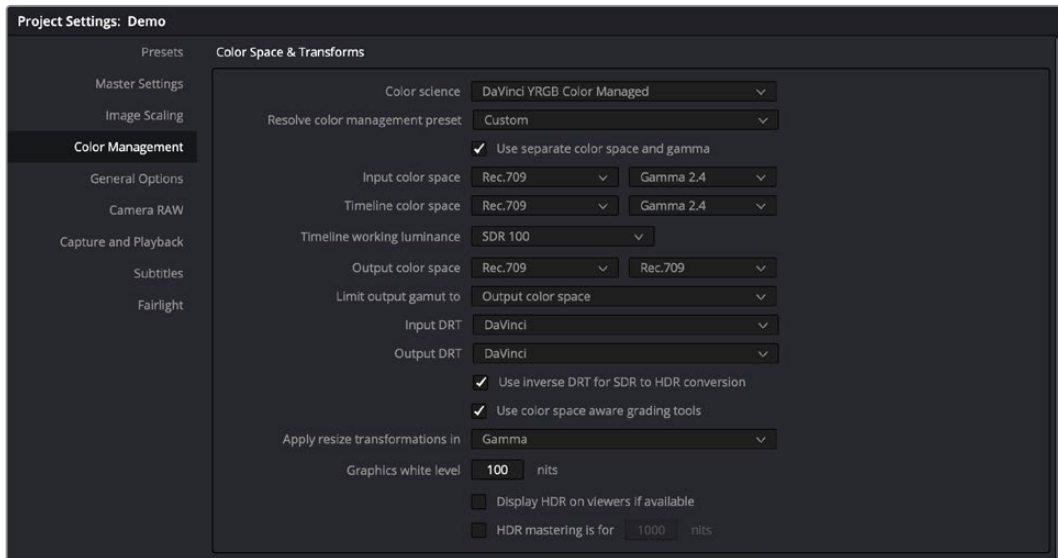 Project Settings: Demo
Presets
Master Settings
Image Scaling
Color Management
General Options
Camera RAW
Capture and Playback
Subtitles
Fairlight
Color Space & Transforms
Color science DaVinci YRGB Color Managed
Resolve color management preset Custom
Use separate color space and gamma
Input color space Rec.709 Gamma 2.4
Timeline color space Rec.709 Gamma 2.4
Timeline working luminance SDR 100
Output color space Rec.709 Rec.709
Limit output gamut to Output color space
Input DRT DaVinci
Output DRT DaVinci
Use inverse DRT for SDR to HDR conversion
Use color space aware grading tools
Apply resize transformations in Gamma
Graphics white level 100 nits
Display HDR on viewers if available
HDR mastering is for 1000 nits